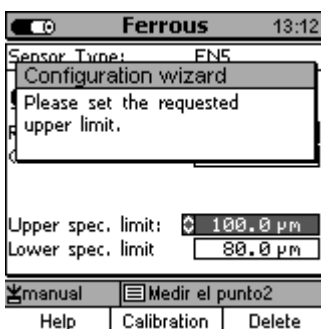 Ferrous 13:12
Sensor Type: FN5
Configuration wizard
Please set the requested
upper limit.
Upper spec. limit: 100.0 µm
Lower spec. limit 80.0 µm
manual Medir el punto2
Help Calibration Delete